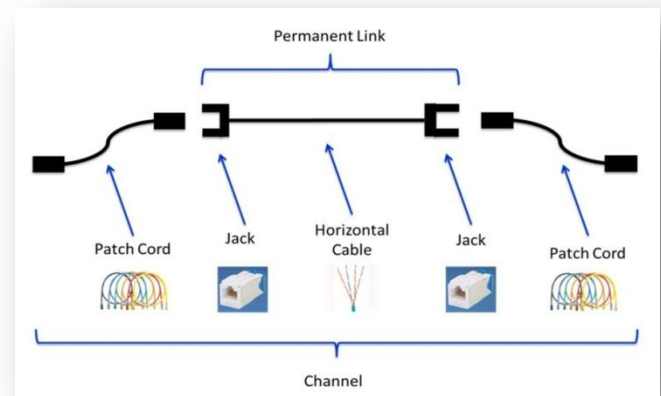 Permanent Link
Patch Cord
Jack
Horizontal
Cable
Jack
Patch Cord
Channel